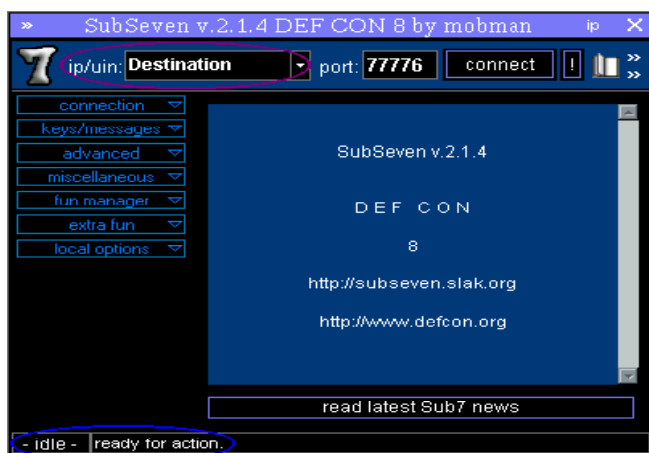 » SubSeven v.2.1.4 DEF CON 8 by mobman ip X
7 ip/uin: Destination port: 77776 connect ! »
connection
keys/messages
advanced
miscellaneous
fun manager
extra fun
local options
SubSeven v.2.1.4
DEF CON
8
http://subseven.slak.org
http://www.defcon.org
read latest Sub7 news
- idle - ready for action.